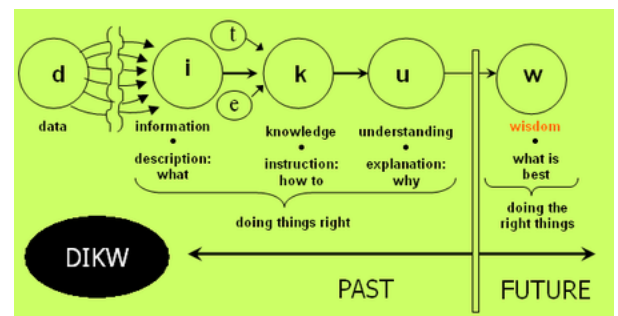 t
d
i
k
u
w
e
data
information
knowledge
understanding
wisdom
description:
what
instruction:
how to
explanation:
why
what is
best
doing things right
doing the
right things
DIKW
PAST
FUTURE